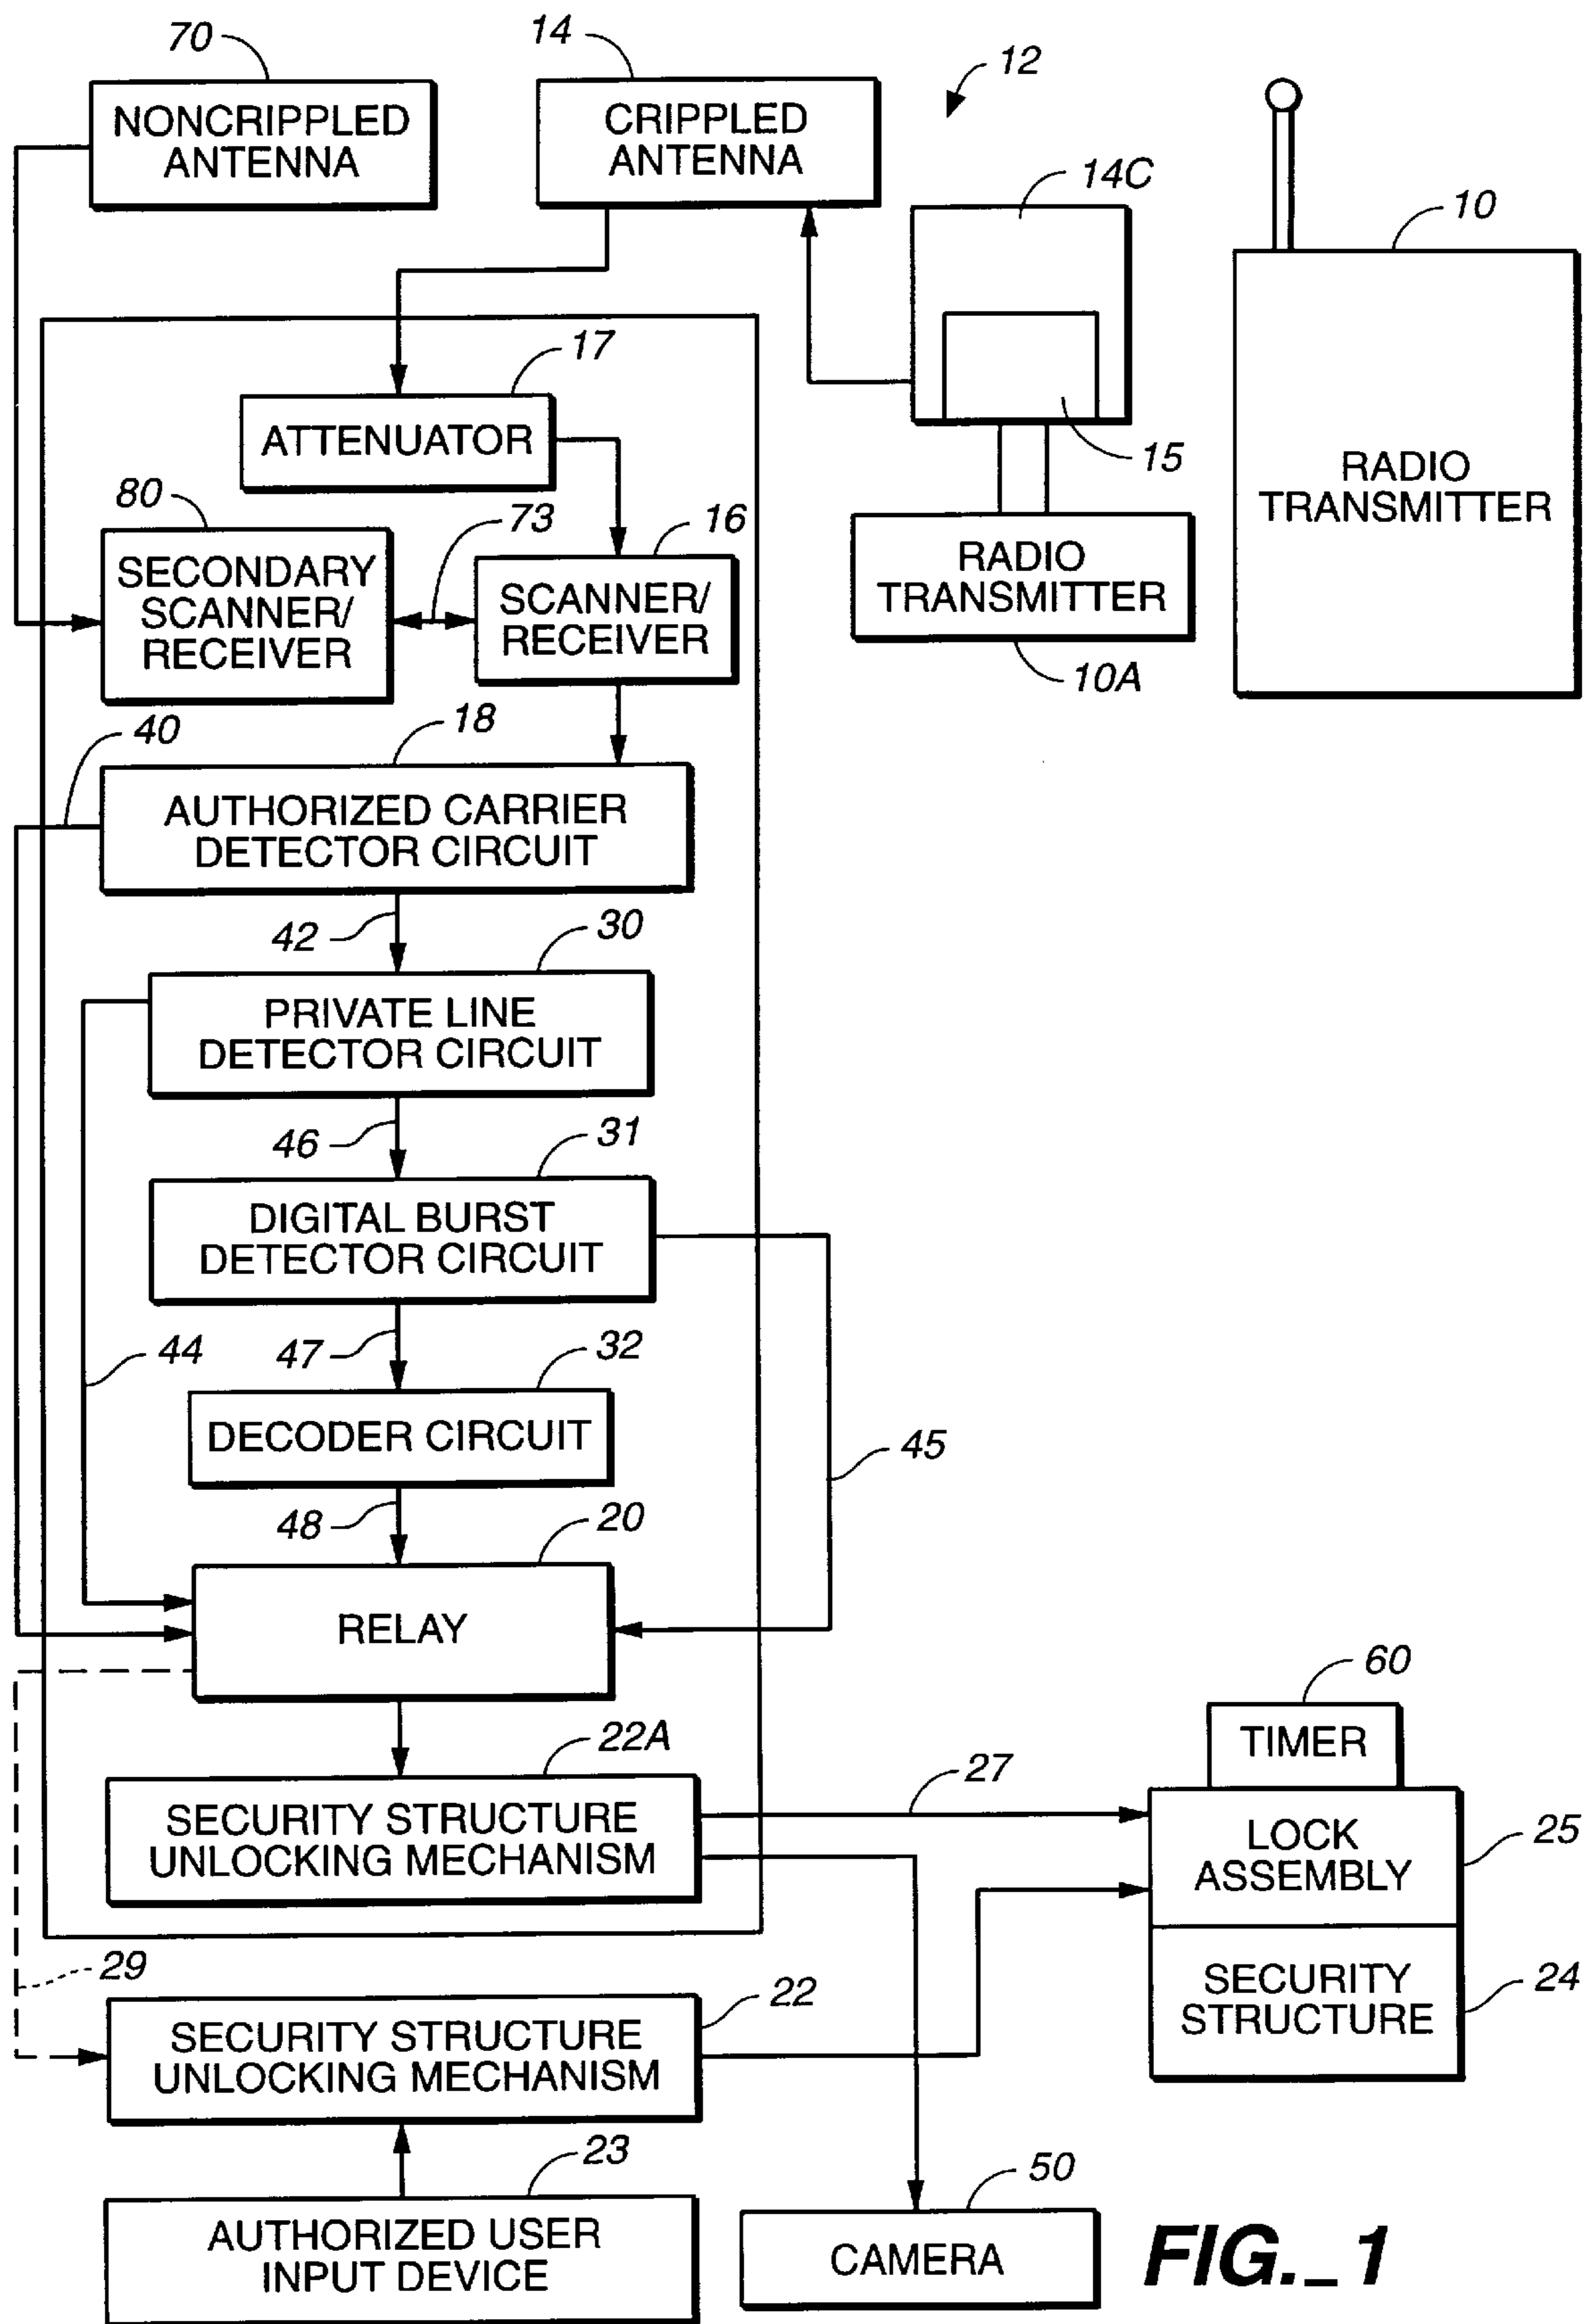 70
14
12
NONCRIPPLED
ANTENNA
CRIPPLED
ANTENNA
14C
10
17
ATTENUATOR
15
RADIO
TRANSMITTER
80
73
16
SECONDARY
SCANNER/
RECEIVER
SCANNER/
RECEIVER
RADIO
TRANSMITTER
10A
40
18
AUTHORIZED CARRIER
DETECTOR CIRCUIT
42
30
PRIVATE LINE
DETECTOR CIRCUIT
46
31
DIGITAL BURST
DETECTOR CIRCUIT
44
47
32
DECODER CIRCUIT
45
48
20
RELAY
60
TIMER
22A
27
SECURITY STRUCTURE
UNLOCKING MECHANISM
LOCK
ASSEMBLY
25
29
22
SECURITY
STRUCTURE
24
SECURITY STRUCTURE
UNLOCKING MECHANISM
23
50
AUTHORIZED USER
INPUT DEVICE
CAMERA
FIG._ 1